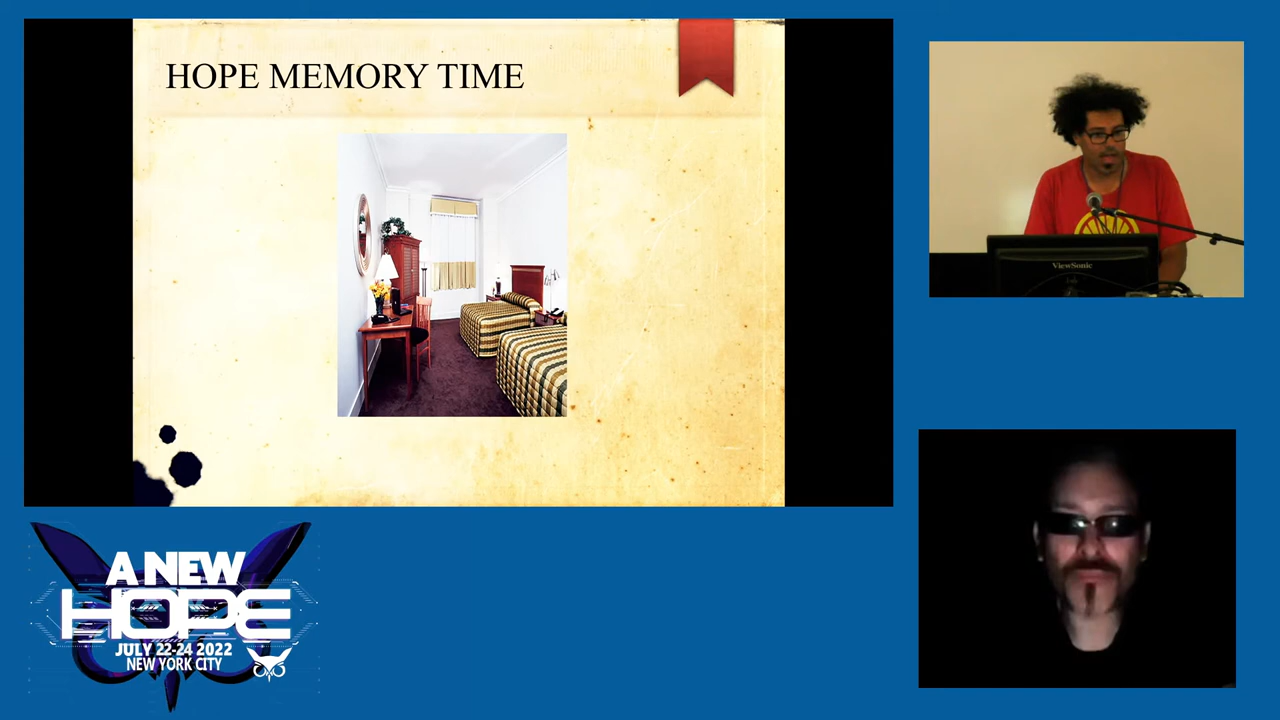 HOPE MEMORY TIME
ViewSonic
A NEW
HOPE
JULY 22-24 2022
NEW YORK CITY